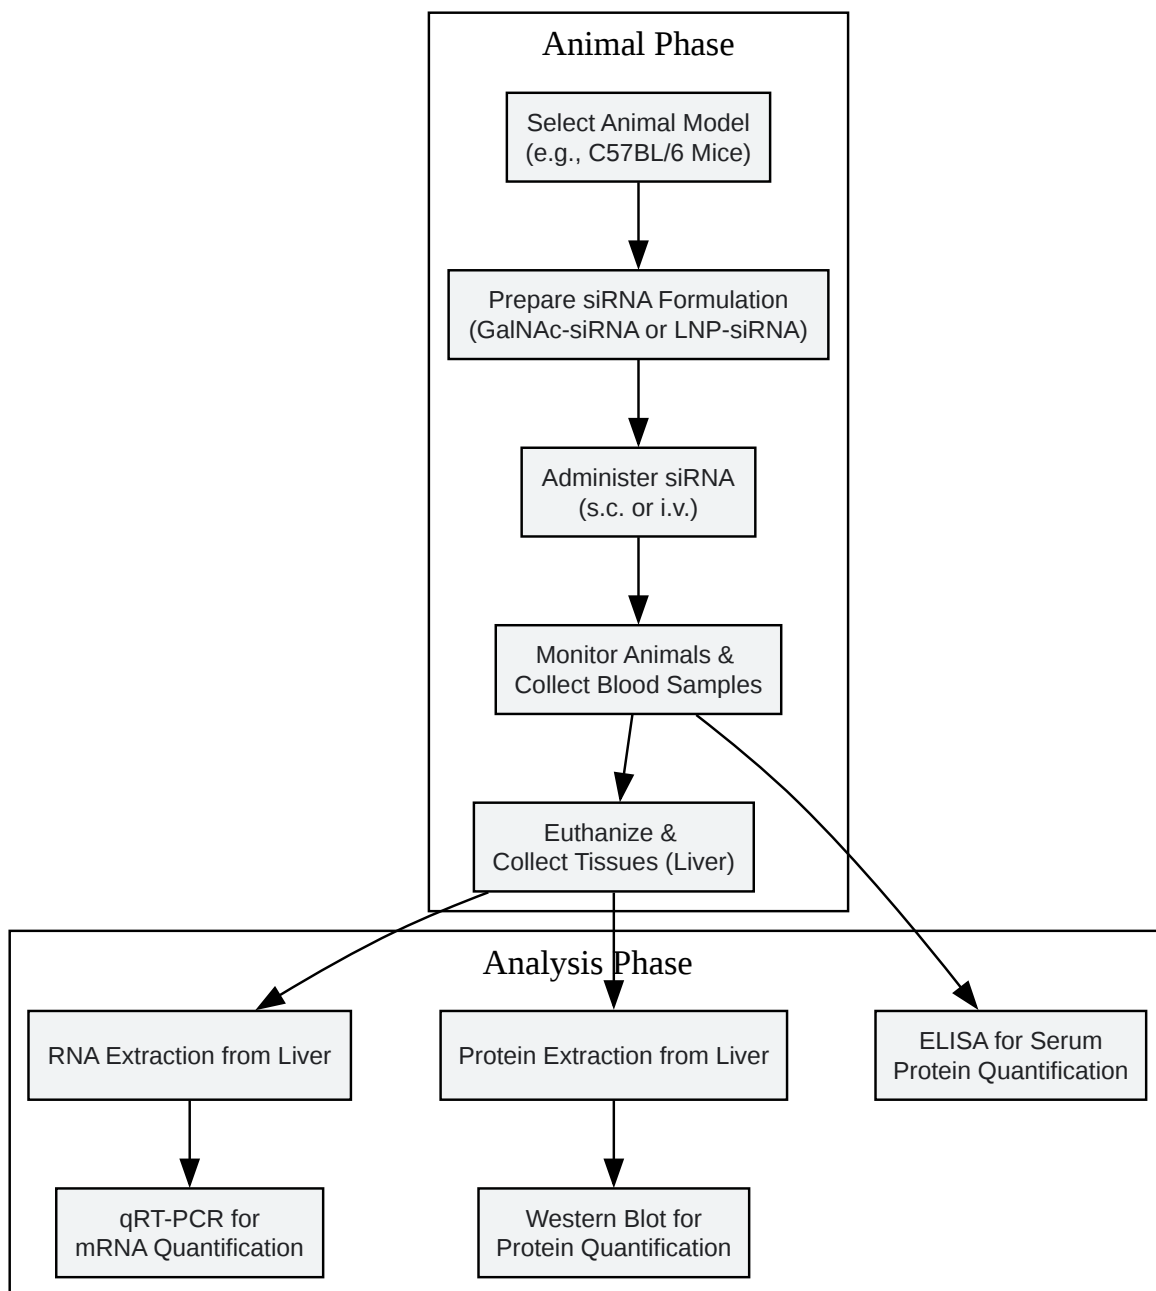 Animal Phase
Select Animal Model
(e.g., C57BL/6 Mice)
Prepare siRNA Formulation
(GalNAc-siRNA or LNP-siRNA)
Administer siRNA
(s.c. or i.v.)
Monitor Animals &
Collect Blood Samples
Euthanize &
Collect Tissues (Liver)
Analysis Phase
RNA Extraction from Liver
Protein Extraction from Liver
ELISA for Serum
Protein Quantification
qRT-PCR for
mRNA Quantification
Western Blot for
Protein Quantification